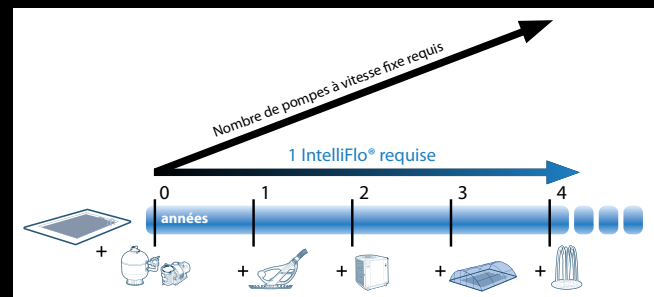 Nombre de pompes à vitesse fixe requis
1 IntelliFlo® requise
0 1 2 3 4
années
+ + + + +